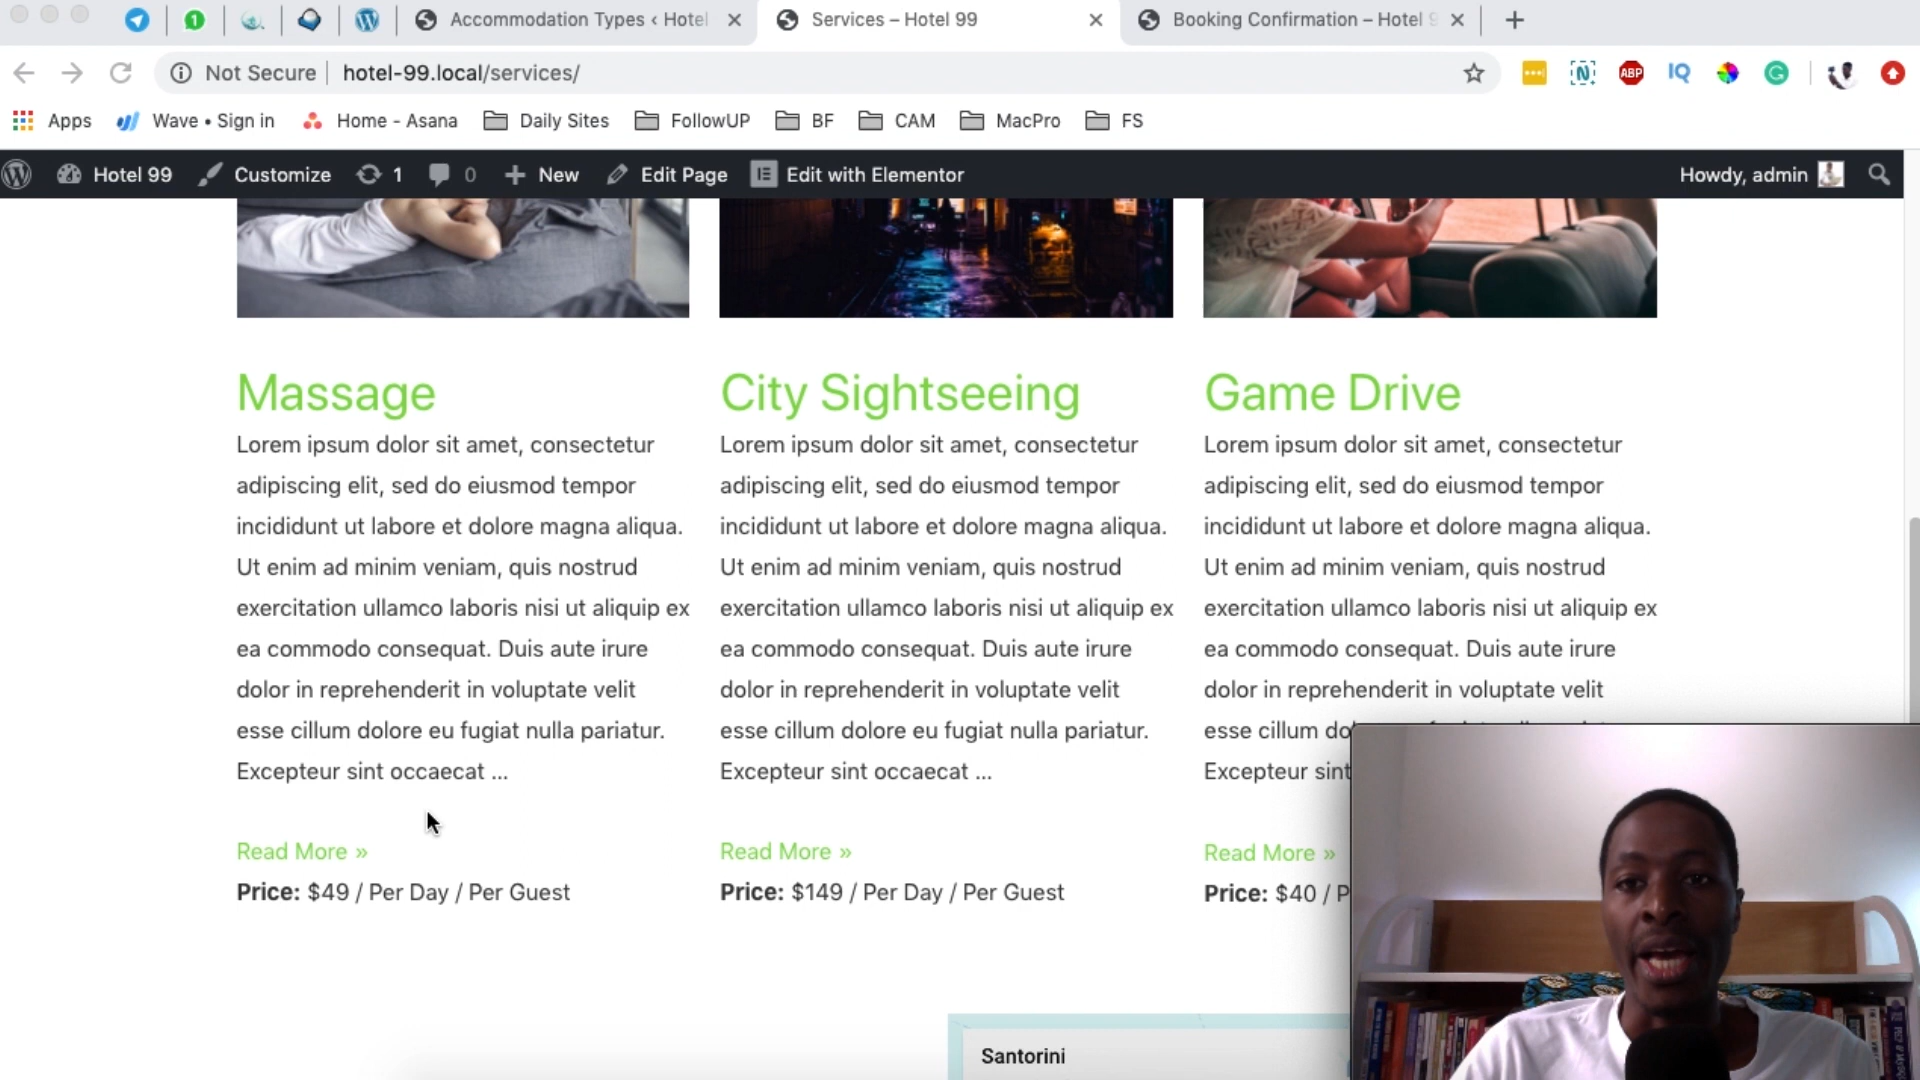 1
Accommodation Types ‹ Hotel
Services – Hotel 99
Booking Confirmation – Hotel 9
Not Secure
hotel-99.local/services/
ABP
IQ
Apps
Wave • Sign in
Home - Asana
Daily Sites
FollowUP
BF
CAM
MacPro
FS
Hotel 99
Customize
1
0
New
Edit Page
Edit with Elementor
Howdy, admin
Massage
Lorem ipsum dolor sit amet, consectetur
adipiscing elit, sed do eiusmod tempor
incididunt ut labore et dolore magna aliqua.
Ut enim ad minim veniam, quis nostrud
exercitation ullamco laboris nisi ut aliquip ex
ea commodo consequat. Duis aute irure
dolor in reprehenderit in voluptate velit
esse cillum dolore eu fugiat nulla pariatur.
Excepteur sint occaecat ...
Read More »
Price: $49 / Per Day / Per Guest
City Sightseeing
Lorem ipsum dolor sit amet, consectetur
adipiscing elit, sed do eiusmod tempor
incididunt ut labore et dolore magna aliqua.
Ut enim ad minim veniam, quis nostrud
exercitation ullamco laboris nisi ut aliquip ex
ea commodo consequat. Duis aute irure
dolor in reprehenderit in voluptate velit
esse cillum dolore eu fugiat nulla pariatur.
Excepteur sint occaecat ...
Read More »
Price: $149 / Per Day / Per Guest
Game Drive
Lorem ipsum dolor sit amet, consectetur
adipiscing elit, sed do eiusmod tempor
incididunt ut labore et dolore magna aliqua.
Ut enim ad minim veniam, quis nostrud
exercitation ullamco laboris nisi ut aliquip ex
ea commodo consequat. Duis aute irure
dolor in reprehenderit in voluptate velit
esse cillum do
Excepteur sint
Read More »
Price: $40 / P
Santorini